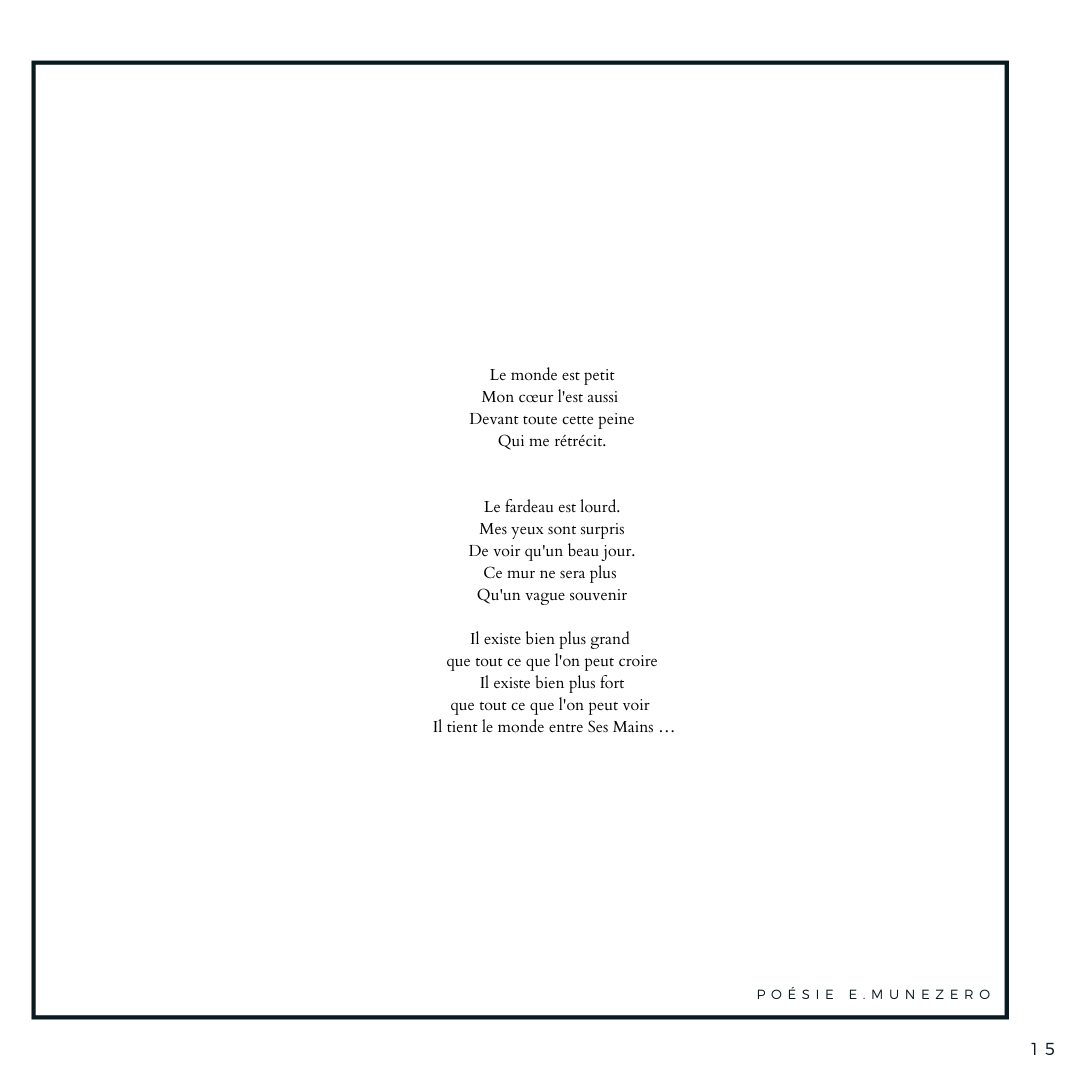 Le monde est petit
Mon cœur l'est aussi
Devant toute cette peine
Qui me rétrécit.
Le fardeau est lourd.
Mes yeux sont surpris
De voir qu'un beau jour.
Ce mur ne sera plus
Qu'un vague souvenir
Il existe bien plus grand
que tout ce que l'on peut croire
Il existe bien plus fort
que tout ce que l'on peut voir
Il tient le monde entre Ses Mains …
POÉSIE E.MUNEZERO
15